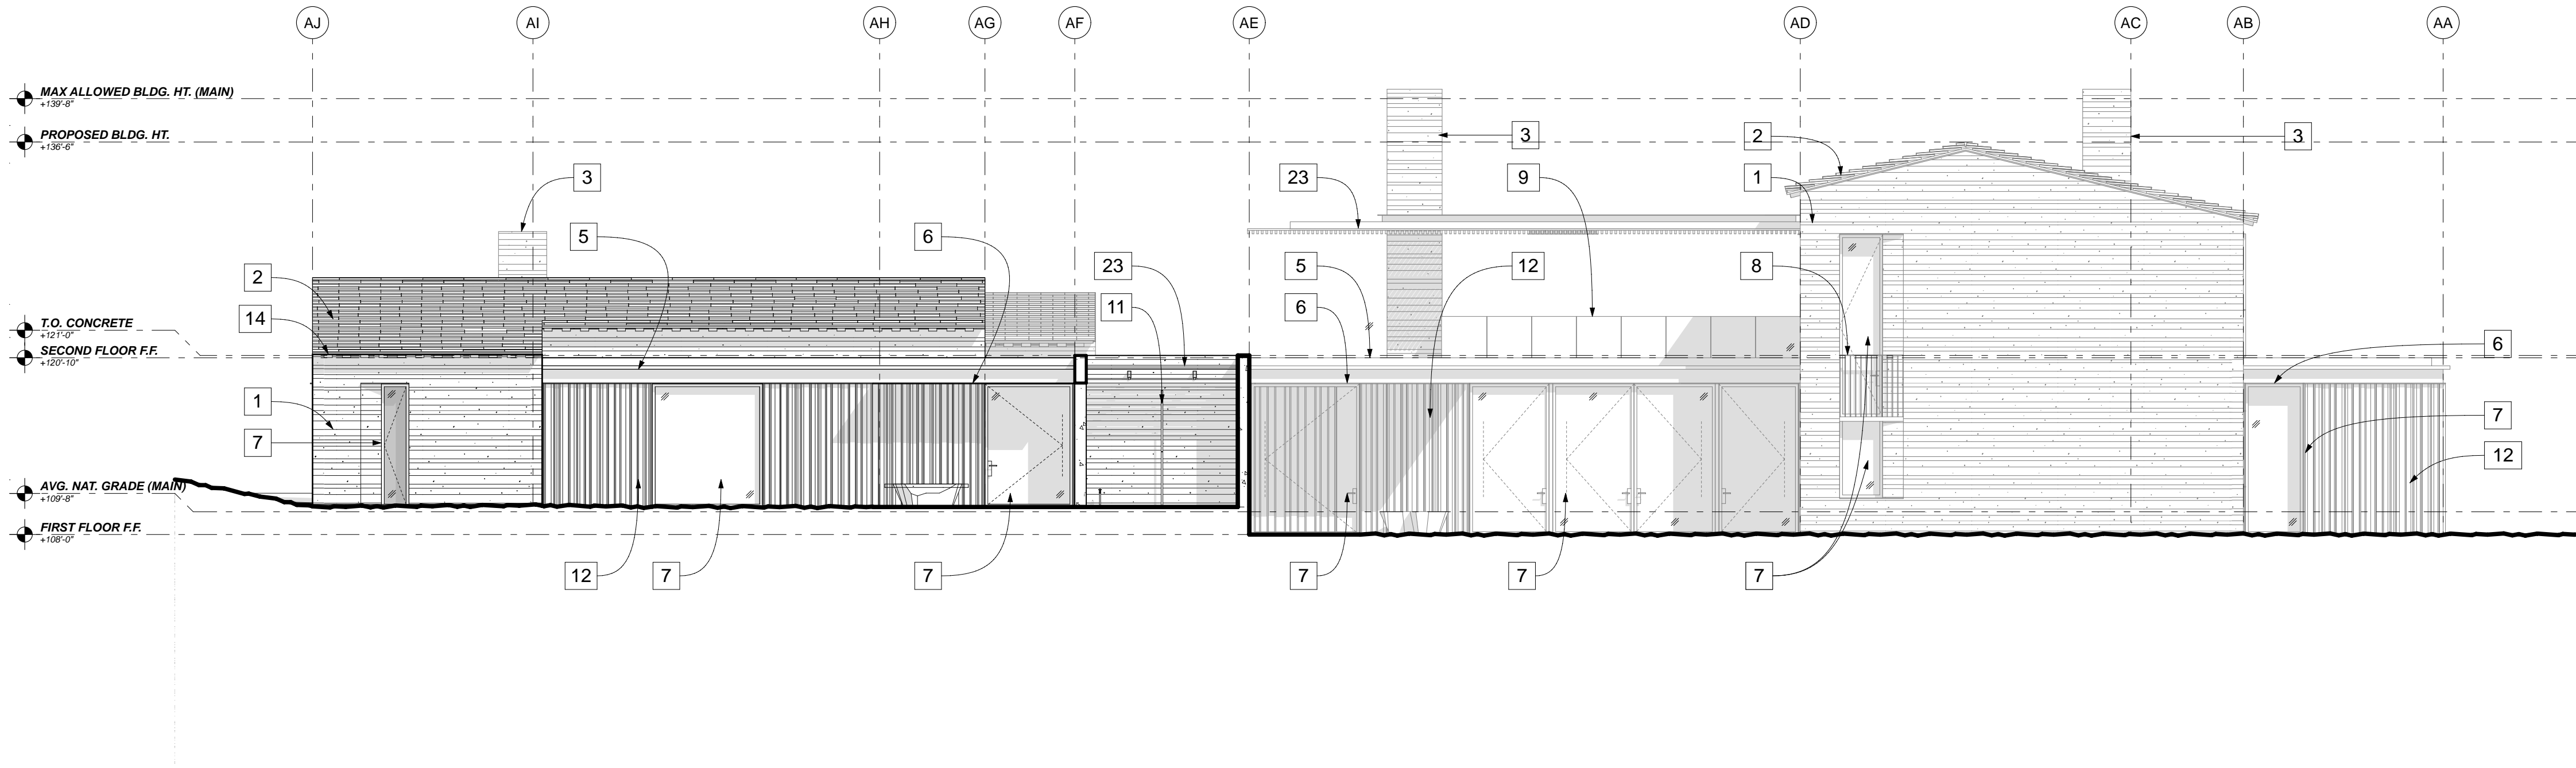 AJ AI AH AG AF AE AD AC AB AA
MAX ALLOWED BLDG. HT. (MAIN)
+139'-8"
PROPOSED BLDG. HT.
+136'-6"
3 2 3
3 23 9 1
5 6
2 23 5 12 8
14 11 6
T.O. CONCRETE
+121'-0"
SECOND FLOOR F.F.
+120'-10"
6
1
7
7
12
AVG. NAT. GRADE (MAIN)
+109'-8"
FIRST FLOOR F.F.
+108'-0"
12 7 7 7 7 7